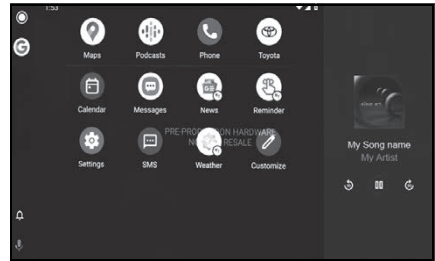 1:53
Maps
Podcasts
Phone
Toyota
Calendar
Messages
News
Reminder
PRE PRODUCTION HARDWARE
NOT FOR RESALE
Settings
SMS
Weather
Customize
My Song name
My Artist